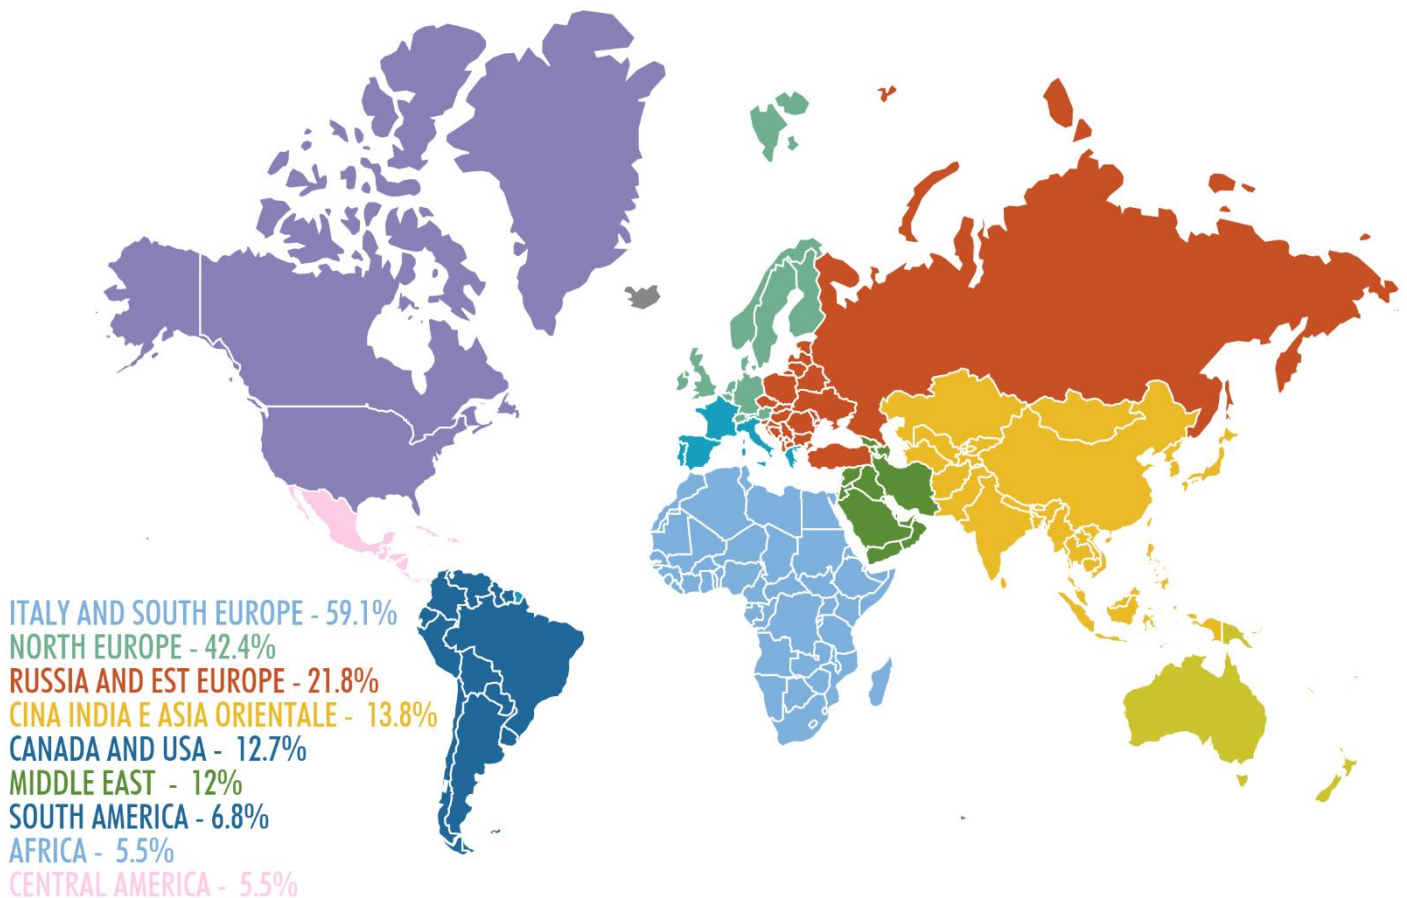 ITALY AND SOUTH EUROPE - 59.1%
NORTH EUROPE - 42.4%
RUSSIA AND EST EUROPE - 21.8%
CINA INDIA E ASIA ORIENTALE - 13.8%
CANADA AND USA - 12.7%
MIDDLE EAST - 12%
SOUTH AMERICA - 6.8%
AFRICA - 5.5%
CENTRAL AMERICA - 5.5%